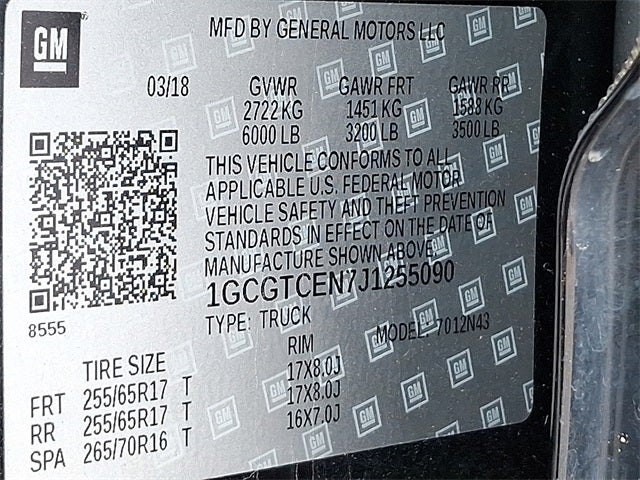 GM
MFD BY GENERAL MOTORS LLC
03/18 GVWR GAWR FRT GAWR RR
2722 KG 1451 KG 1588 KG
6000 LB 3200 LB 3500 LB
THIS VEHICLE CONFORMS TO ALL
APPLICABLE U.S. FEDERAL MOTOR
VEHICLE SAFETY AND THEFT PREVENTION
STANDARDS IN EFFECT ON THE DATE OF
MANUFACTURE SHOWN ABOVE.
1GCGTCEN7J1255090
8555
TYPE: TRUCK MODEL: 7012N43
TIRE SIZE RIM
FRT 255/65R17 T 17X8.0J
RR 255/65R17 T 17X8.0J
SPA 265/70R16 T 16X7.0J